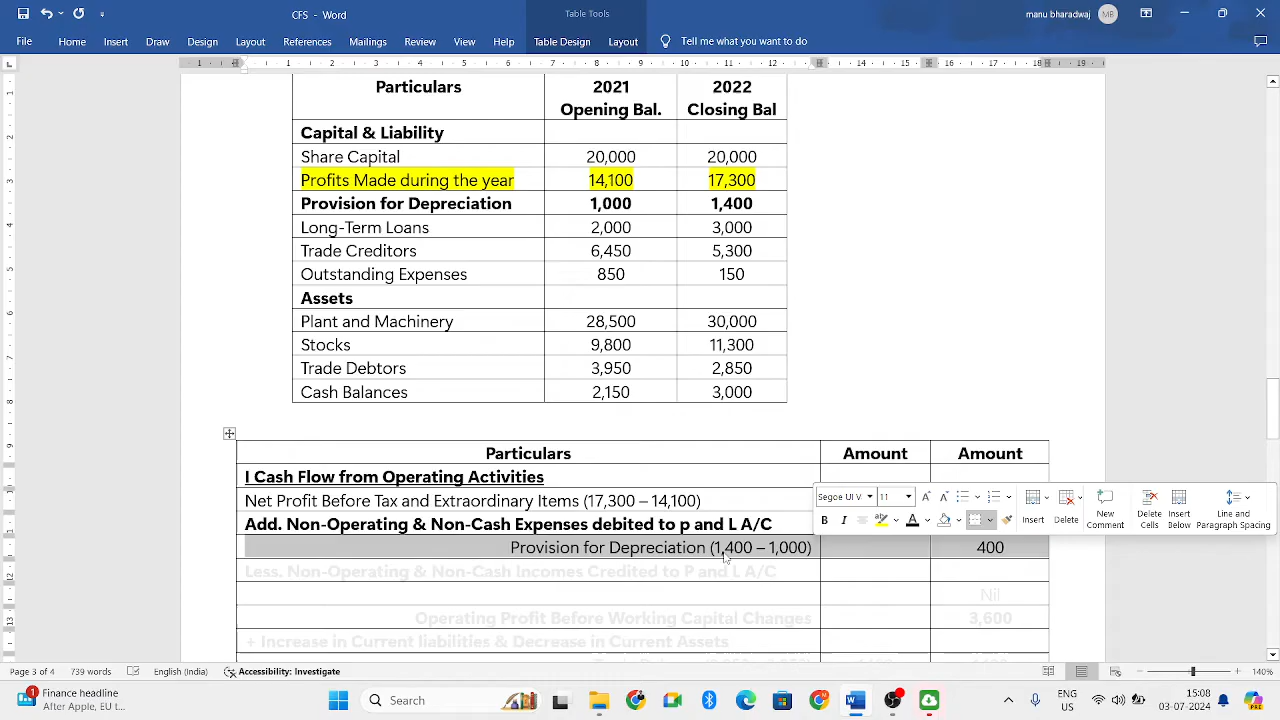 CFS - Word
Table Tools
manu bharadwaj MB
File Home Insert Draw Design Layout References Mailings Review View Help Table Design Layout Tell me what you want to do
Particulars 2021 2022
Opening Bal. Closing Bal
Capital & Liability
Share Capital 20,000 20,000
Profits Made during the year 14,100 17,300
Provision for Depreciation 1,000 1,400
Long-Term Loans 2,000 3,000
Trade Creditors 6,450 5,300
Outstanding Expenses 850 150
Assets
Plant and Machinery 28,500 30,000
Stocks 9,800 11,300
Trade Debtors 3,950 2,850
Cash Balances 2,150 3,000
Particulars Amount Amount
I Cash Flow from Operating Activities
Net Profit Before Tax and Extraordinary Items (17,300 – 14,100)
Segoe UI V 11
New Comment Delete Cells Insert Above Line and Paragraph Spacing
B I A Insert Delete
Add. Non-Operating & Non-Cash Expenses debited to p and L A/C
Provision for Depreciation (1,400 – 1,000) 400
Less. Non-Operating & Non-Cash Incomes Credited to P and L A/C
Nil
Operating Profit Before Working Capital Changes 3,600
+ Increase in Current liabilities & Decrease in Current Assets
Page 3 of 4 739 words English (India) Accessibility: Investigate 140%
1 Finance headline
After Apple, EU l...
Search
ENG
US
15:08
03-07-2024